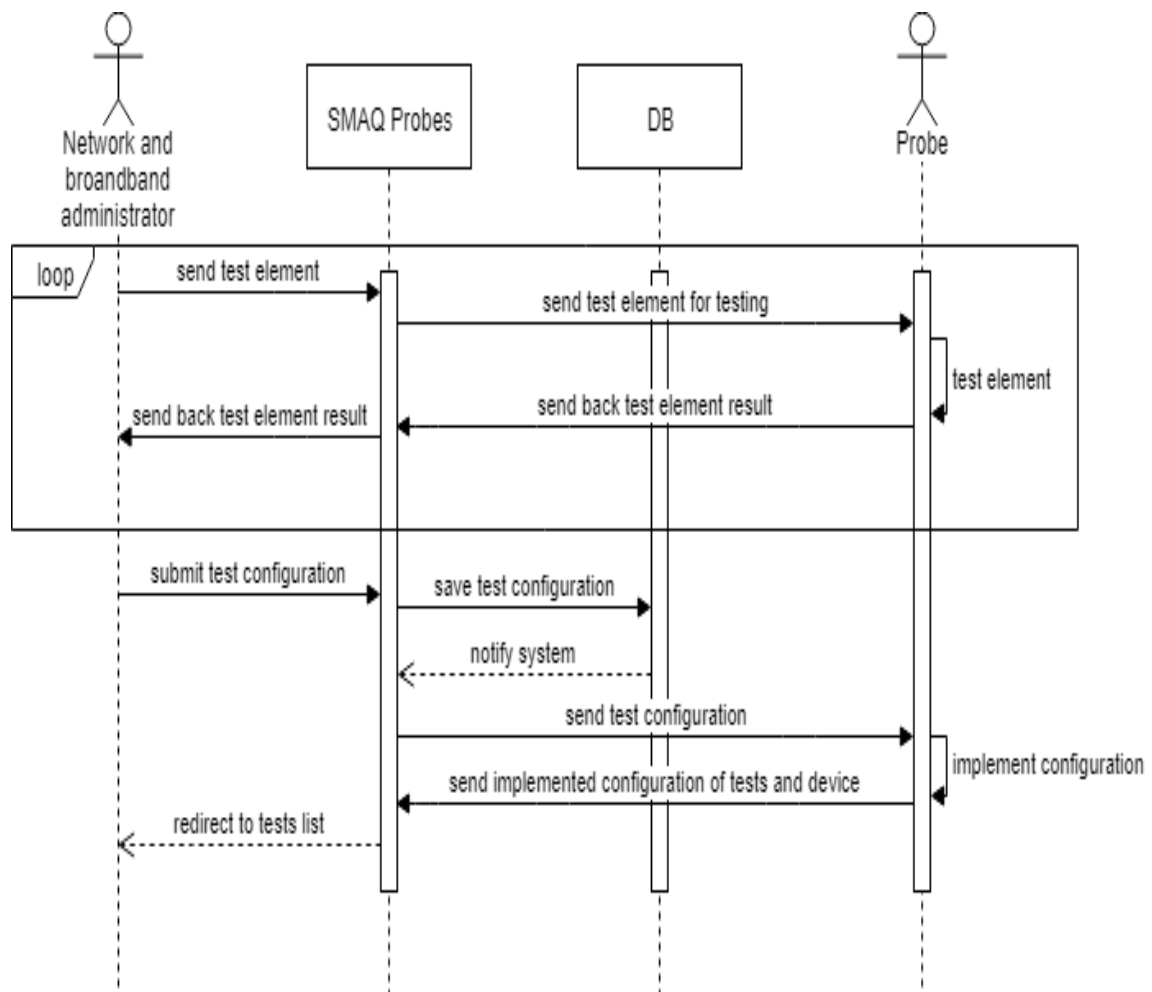 Network and
broandband
administrator
SMAQ Probes
DB
Probe
loop
send test element
send test element for testing
test element
send back test element result
send back test element result
submit test configuration
save test configuration
notify system
send test configuration
implement configuration
send implemented configuration of tests and device
redirect to tests list